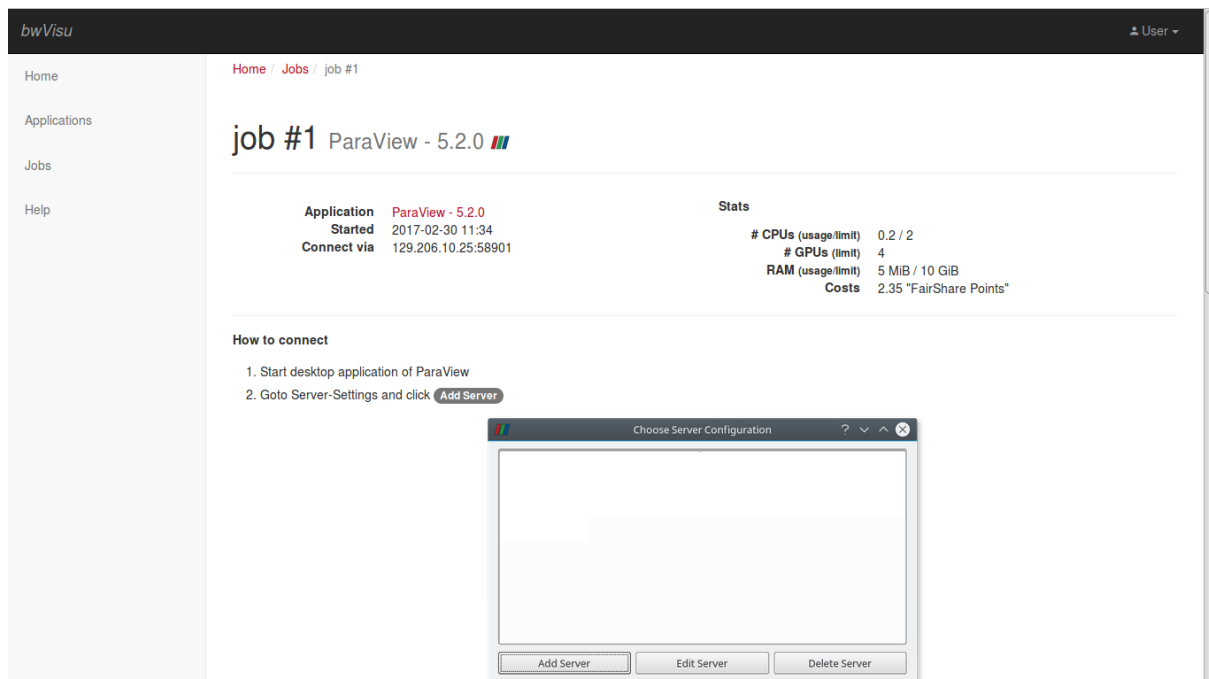 bwVisu
User
Home
Applications
Jobs
Help
Home / Jobs / job #1
job #1 ParaView - 5.2.0
Application ParaView - 5.2.0
Started 2017-02-30 11:34
Connect via 129.206.10.25:58901
Stats
# CPUs (usage/limit) 0.2 / 2
# GPUs (limit) 4
RAM (usage/limit) 5 MiB / 10 GiB
Costs 2.35 "FairShare Points"
How to connect
1. Start desktop application of ParaView
2. Goto Server-Settings and click Add Server
Choose Server Configuration ?
Add Server Edit Server Delete Server